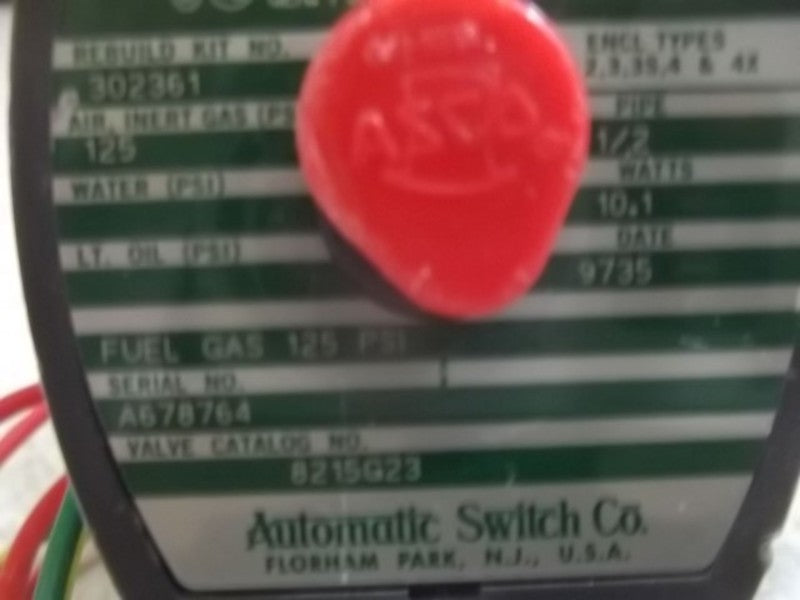 REBUILD KIT NO.
ENCL TYPES
302361
2,3,3S,4 & 4X
AIR, INERT GAS (PS
PIPE
125
1/2
WATER (PSI)
WATTS
10.1
LT. OIL (PSI)
DATE
9735
ASCO
FUEL GAS 125 PSI
SERIAL NO.
A678764
VALVE CATALOG NO.
8215G23
Automatic Switch Co.
FLORHAM PARK, N.J., U.S.A.